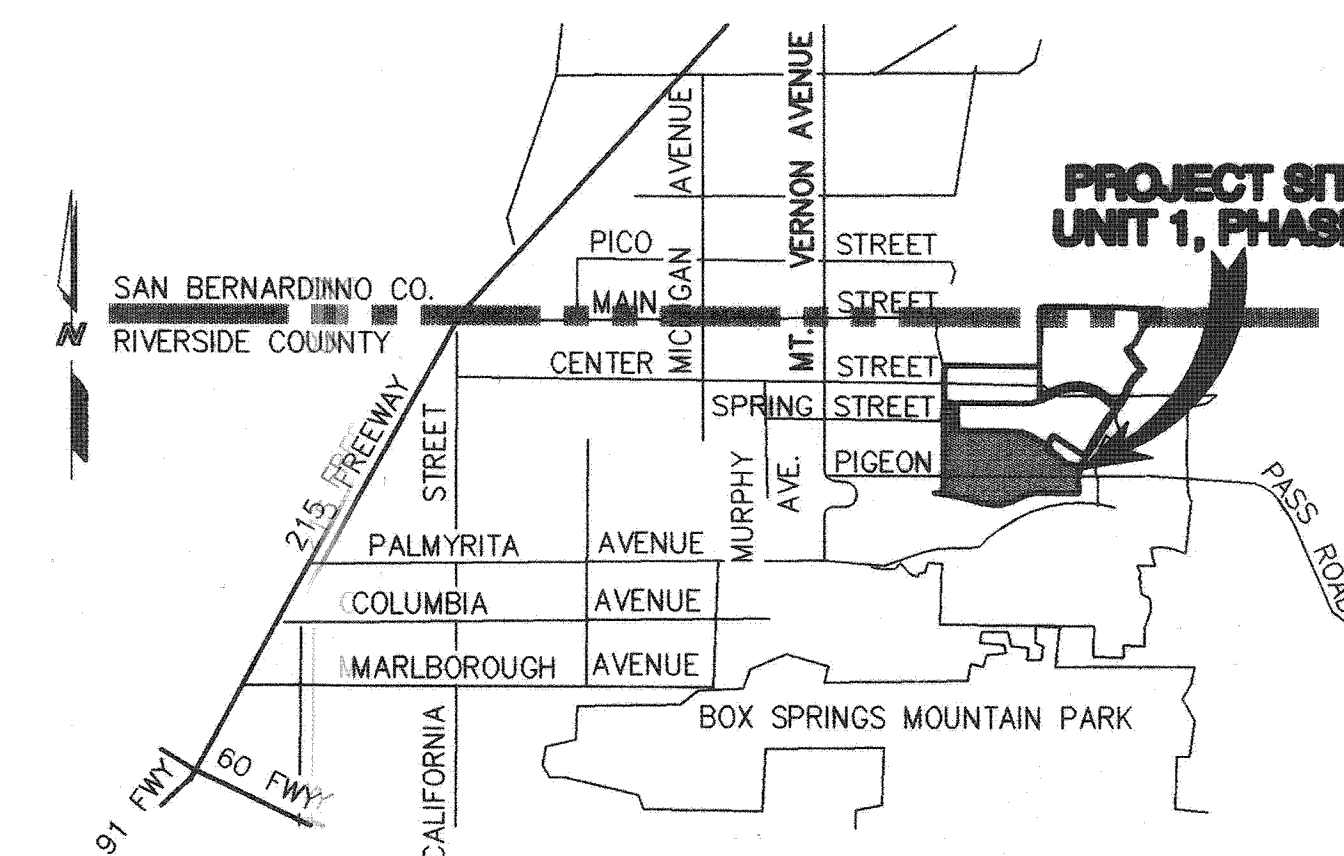 AVENUE
VERNON AVENUE
PROJECT SIT
UNIT 1, PHAS
PICO
STREET
SAN BERNARDINO CO.
MAIN
STREET
RIVERSIDE COUNTY
MICHIGAN
MT.
CENTER
STREET
SPRING STREET
215 FREEWAY
STREET
MURPHY
AVE.
PIGEON
PASS ROAD
PALMYRITA AVENUE
COLUMBIA AVENUE
MARLBOROUGH AVENUE
BOX SPRINGS MOUNTAIN PARK
CALIFORNIA
60 FWY
91 FWY
N